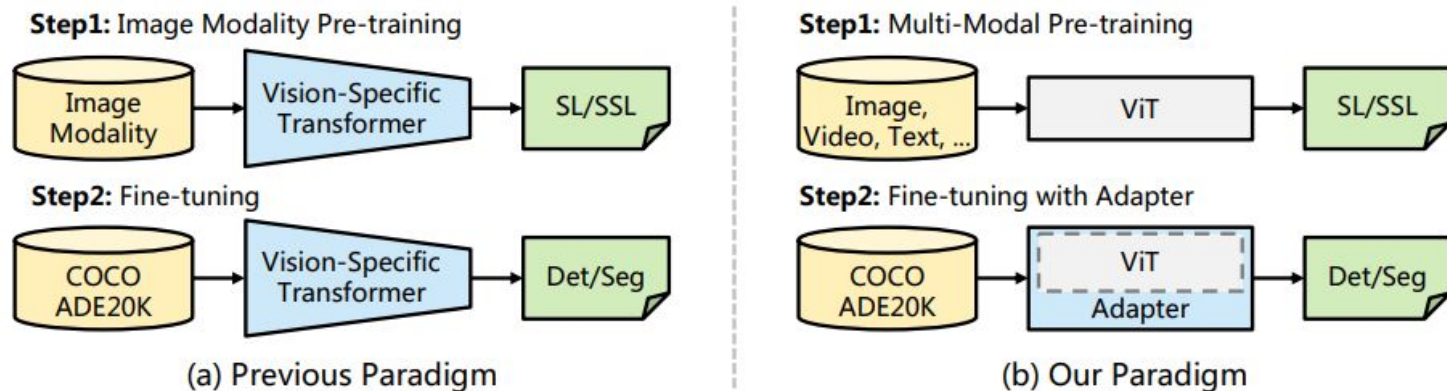 Step1: Image Modality Pre-training
Image
Modality
Vision-Specific
Transformer
SL/SSL
Step2: Fine-tuning
COCO
ADE20K
Vision-Specific
Transformer
Det/Seg
(a) Previous Paradigm
Step1: Multi-Modal Pre-training
Image,
Video, Text, ...
ViT
SL/SSL
Step2: Fine-tuning with Adapter
COCO
ADE20K
ViT
Adapter
Det/Seg
(b) Our Paradigm